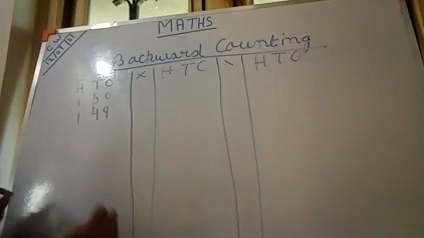 MATHS
C.W
Backward Counting
H T O × H T O × H T O
1 5 0
1 4 9